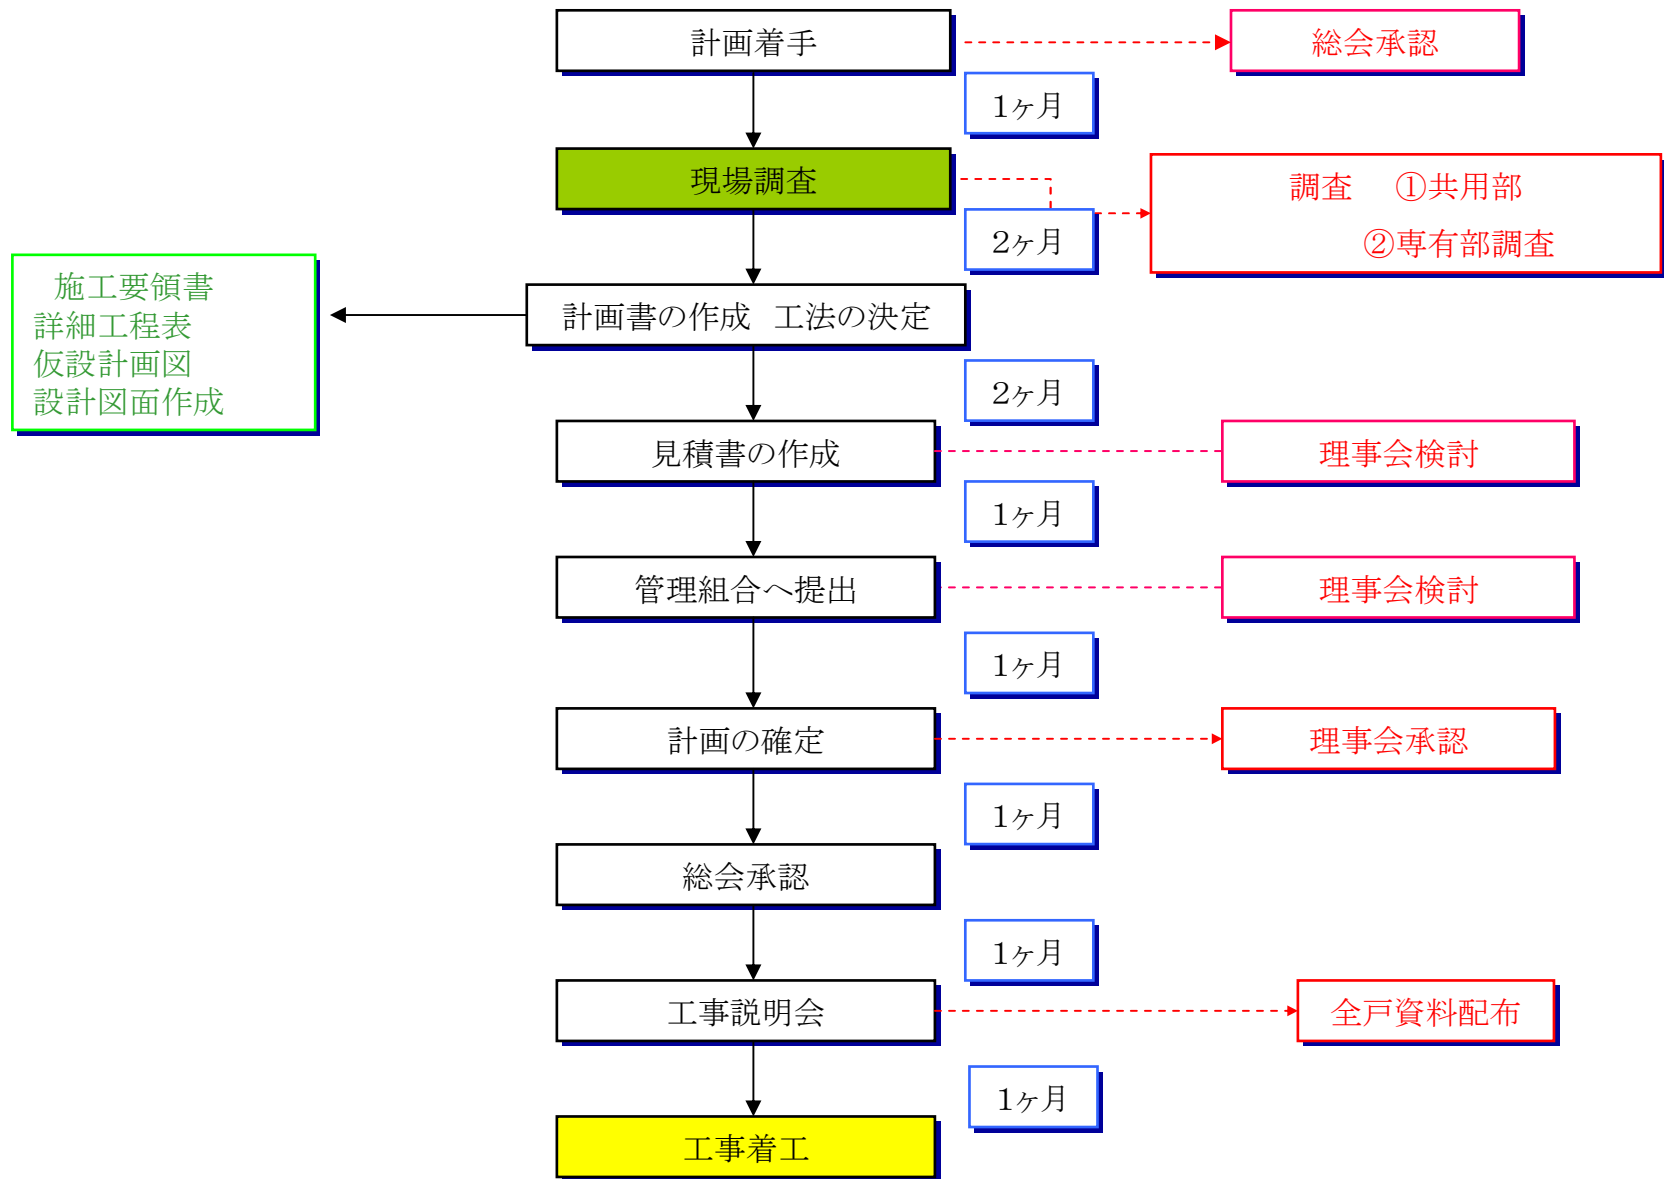 計画着手
総会承認
1ヶ月
現場調査
調査　①共用部
②専有部調査
2ヶ月
施工要領書
詳細工程表
仮設計画図
設計図面作成
計画書の作成　工法の決定
2ヶ月
見積書の作成
理事会検討
1ヶ月
管理組合へ提出
理事会検討
1ヶ月
計画の確定
理事会承認
1ヶ月
総会承認
1ヶ月
工事説明会
全戸資料配布
1ヶ月
工事着工